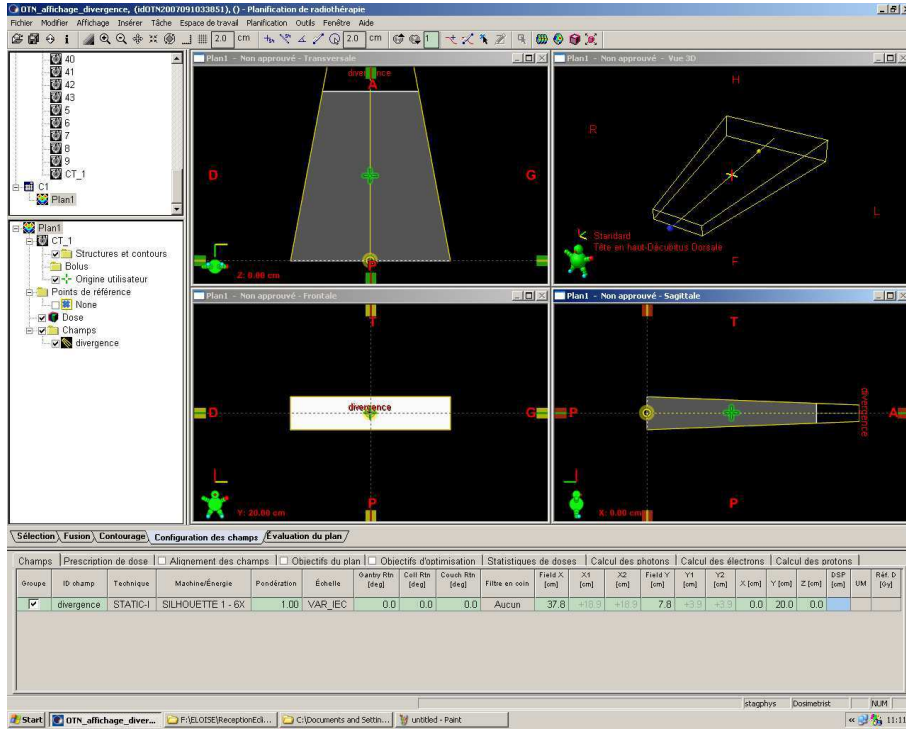 OTN_affichage_divergence, (idOTN2007091033851), () - Planification de radiothérapie
Fichier Modifier Affichage Insérer Tâche Espace de travail Planification Outils Fenêtre Aide
2.0 cm 2.0 cm 1
40
41
42
43
5
6
7
8
9
CT_1
C1
Plan1
Plan1
CT_1
Structures et contours
Bolus
Origine utilisateur
Points de référence
None
Dose
Champs
divergence
Plan1 - Non approuvé - Transversale
divergence
A
D
G
P
Z: 0.00 cm
Plan1 - Non approuvé - Vue 3D
H
R
L
Standard
Tête en haut-Décubitus Dorsale
F
Plan1 - Non approuvé - Frontale
T
D
divergence
G
P
Y: 20.00 cm
Plan1 - Non approuvé - Sagittale
T
P
divergence
A
P
X: 0.00 cm
Sélection Fusion Contourage Configuration des champs Évaluation du plan
Champs Prescription de dose Alignement des champs Objectifs du plan Objectifs d'optimisation Statistiques de doses Calcul des photons Calcul des électrons Calcul des protons
Groupe ID champ Technique Machine/Énergie Pondération Échelle Gantry Rtn [deg] Coll Rtn [deg] Couch Rtn [deg] Filtre en coin Field X [cm] X1 [cm] X2 [cm] Field Y [cm] Y1 [cm] Y2 [cm] X [cm] Y [cm] Z [cm] DSP [cm] UM Réf. D [Gy]
divergence STATIC-I SILHOUETTE 1 - 6X 1.00 VAR_IEC 0.0 0.0 0.0 Aucun 37.8 +18.9 +18.9 7.8 +3.9 +3.9 0.0 20.0 0.0
stagphys Dosimetrist NUM
Start OTN_affichage_diver... F:\ELOISE\ReceptionEcli... C:\Documents and Settin... untitled - Paint 11:11